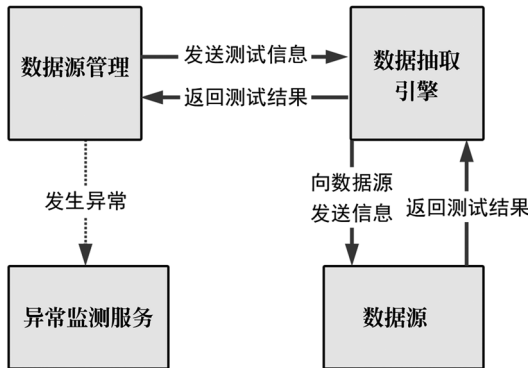 数据源管理
发送测试信息
数据抽取
引擎
返回测试结果
发生异常
向数据源
发送信息
返回测试结果
异常监测服务
数据源